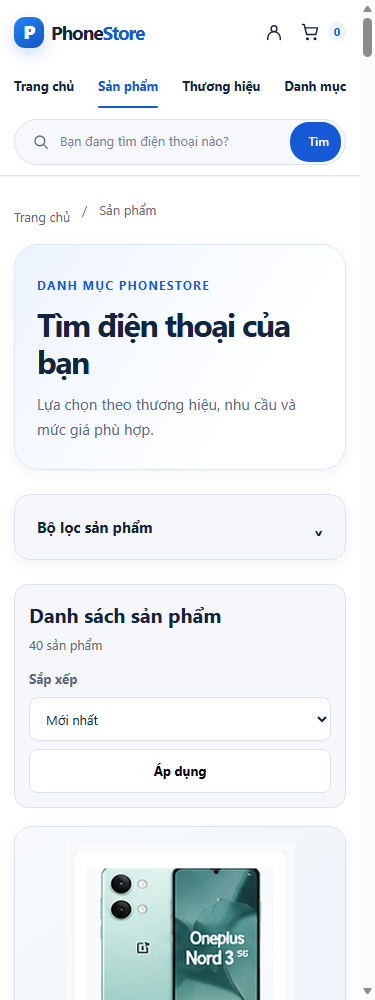 P PhoneStore
0
Trang chủ Sản phẩm Thương hiệu Danh mục
Bạn đang tìm điện thoại nào?
Tìm
Trang chủ / Sản phẩm
DANH MỤC PHONESTORE
Tìm điện thoại của
bạn
Lựa chọn theo thương hiệu, nhu cầu và
mức giá phù hợp.
Bộ lọc sản phẩm
Danh sách sản phẩm
40 sản phẩm
Sắp xếp
Mới nhất
Áp dụng
Oneplus
Nord 3 5G